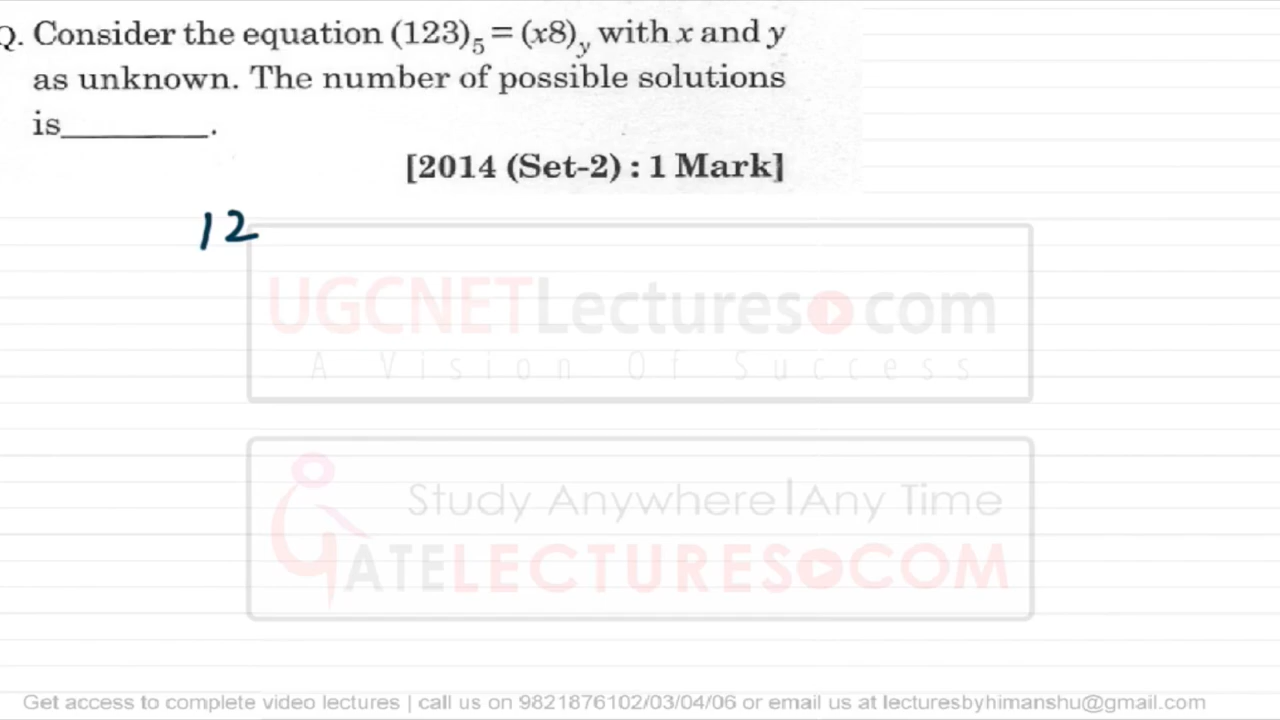 Q. Consider the equation (123)₅ = (x8)ᵧ with x and y
as unknown. The number of possible solutions
is_________.
[2014 (Set-2) : 1 Mark]
12
UGCNETLectures.com
A Vision Of Success
Study Anywhere|Any Time
GATELECTURES.COM
Get access to complete video lectures | call us on 9821876102/03/04/06 or email us at lecturesbyhimanshu@gmail.com